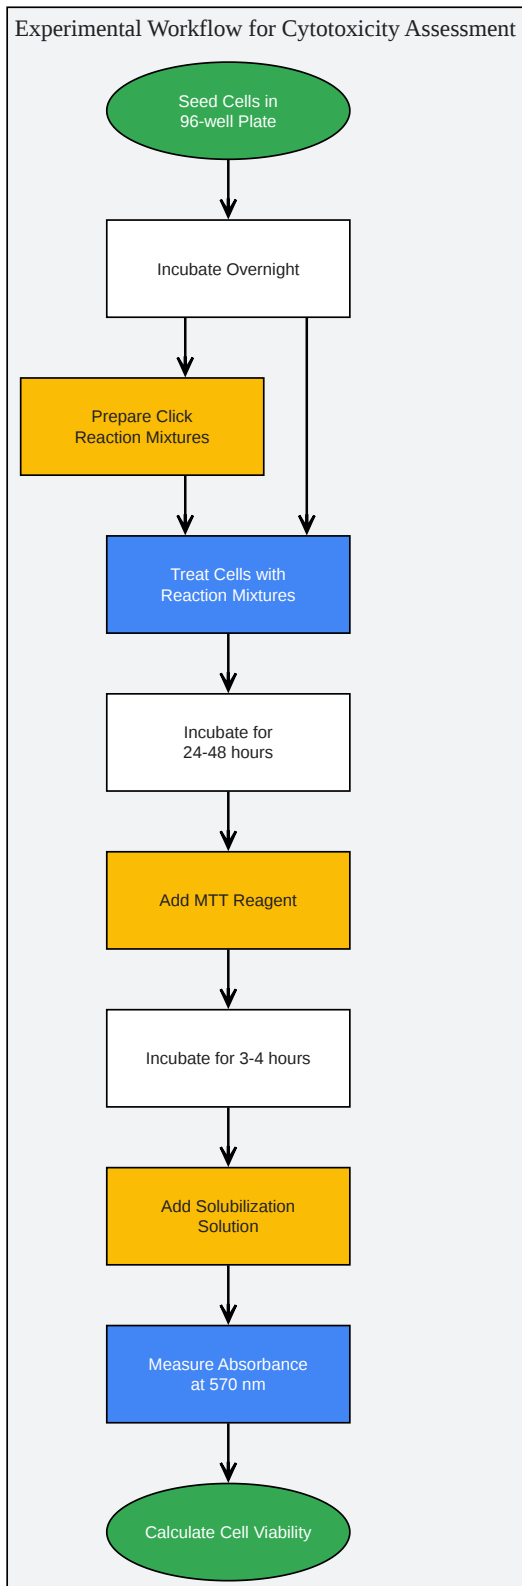 Experimental Workflow for Cytotoxicity Assessment
Seed Cells in
96-well Plate
Incubate Overnight
Prepare Click
Reaction Mixtures
Treat Cells with
Reaction Mixtures
Incubate for
24-48 hours
Add MTT Reagent
Incubate for 3-4 hours
Add Solubilization
Solution
Measure Absorbance
at 570 nm
Calculate Cell Viability